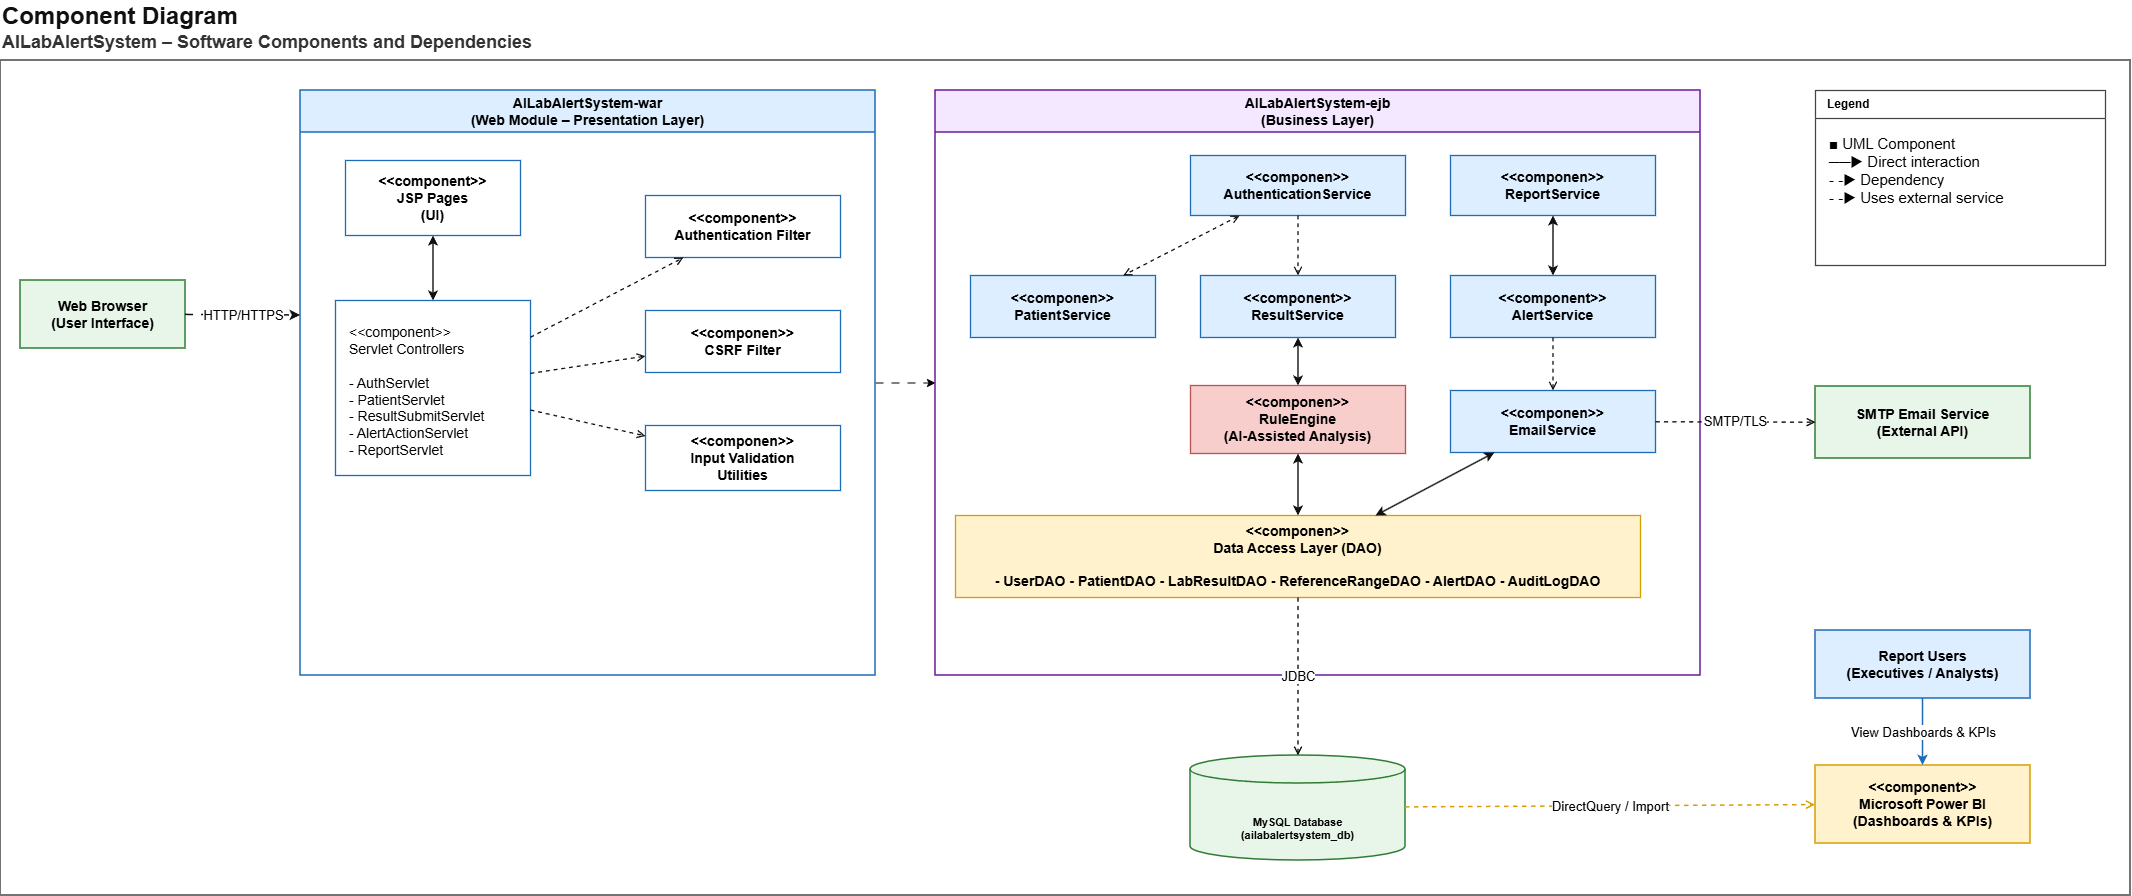 Component Diagram
AILabAlertSystem – Software Components and Dependencies
AILabAlertSystem-war
(Web Module – Presentation Layer)
<<component>>
JSP Pages
(UI)
<<component>>
Authentication Filter
Web Browser
(User Interface)
HTTP/HTTPS
<<component>>
Servlet Controllers
- AuthServlet
- PatientServlet
- ResultSubmitServlet
- AlertActionServlet
- ReportServlet
<<componen>>
CSRF Filter
<<componen>>
Input Validation
Utilities
AILabAlertSystem-ejb
(Business Layer)
<<componen>>
AuthenticationService
<<componen>>
ReportService
<<componen>>
PatientService
<<component>>
ResultService
<<componen>>
AlertService
<<componen>>
RuleEngine
(AI-Assisted Analysis)
<<componen>>
EmailService
SMTP/TLS
<<componen>>
Data Access Layer (DAO)
- UserDAO - PatientDAO - LabResultDAO - ReferenceRangeDAO - AlertDAO - AuditLogDAO
JDBC
MySQL Database
(ailabalertsystem_db)
DirectQuery / Import
Legend
■ UML Component
──▶ Direct interaction
- -▶ Dependency
- -▶ Uses external service
SMTP Email Service
(External API)
Report Users
(Executives / Analysts)
View Dashboards & KPIs
<<component>>
Microsoft Power BI
(Dashboards & KPIs)